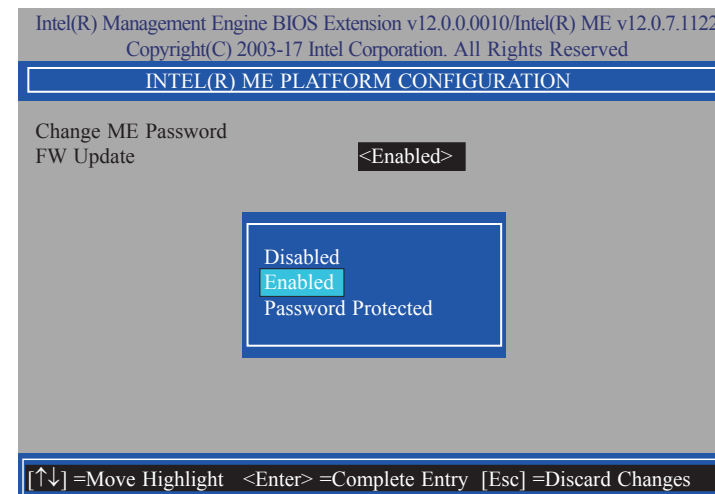 Intel(R) Management Engine BIOS Extension v12.0.0.0010/Intel(R) ME v12.0.7.1122
Copyright(C) 2003-17 Intel Corporation. All Rights Reserved
INTEL(R) ME PLATFORM CONFIGURATION
Change ME Password
FW Update <Enabled>
Disabled
Enabled
Password Protected
[↑↓] =Move Highlight <Enter> =Complete Entry [Esc] =Discard Changes